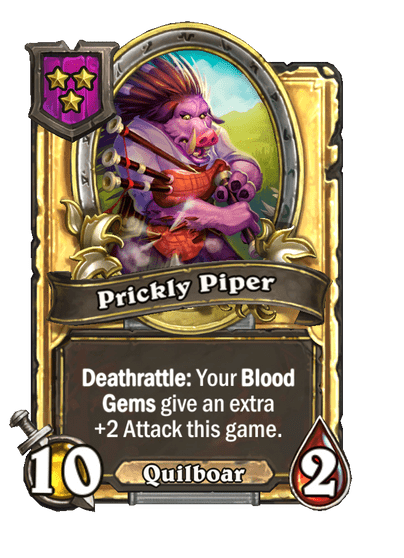 Prickly Piper
Deathrattle: Your Blood
Gems give an extra
+2 Attack this game.
10
Quilboar
2